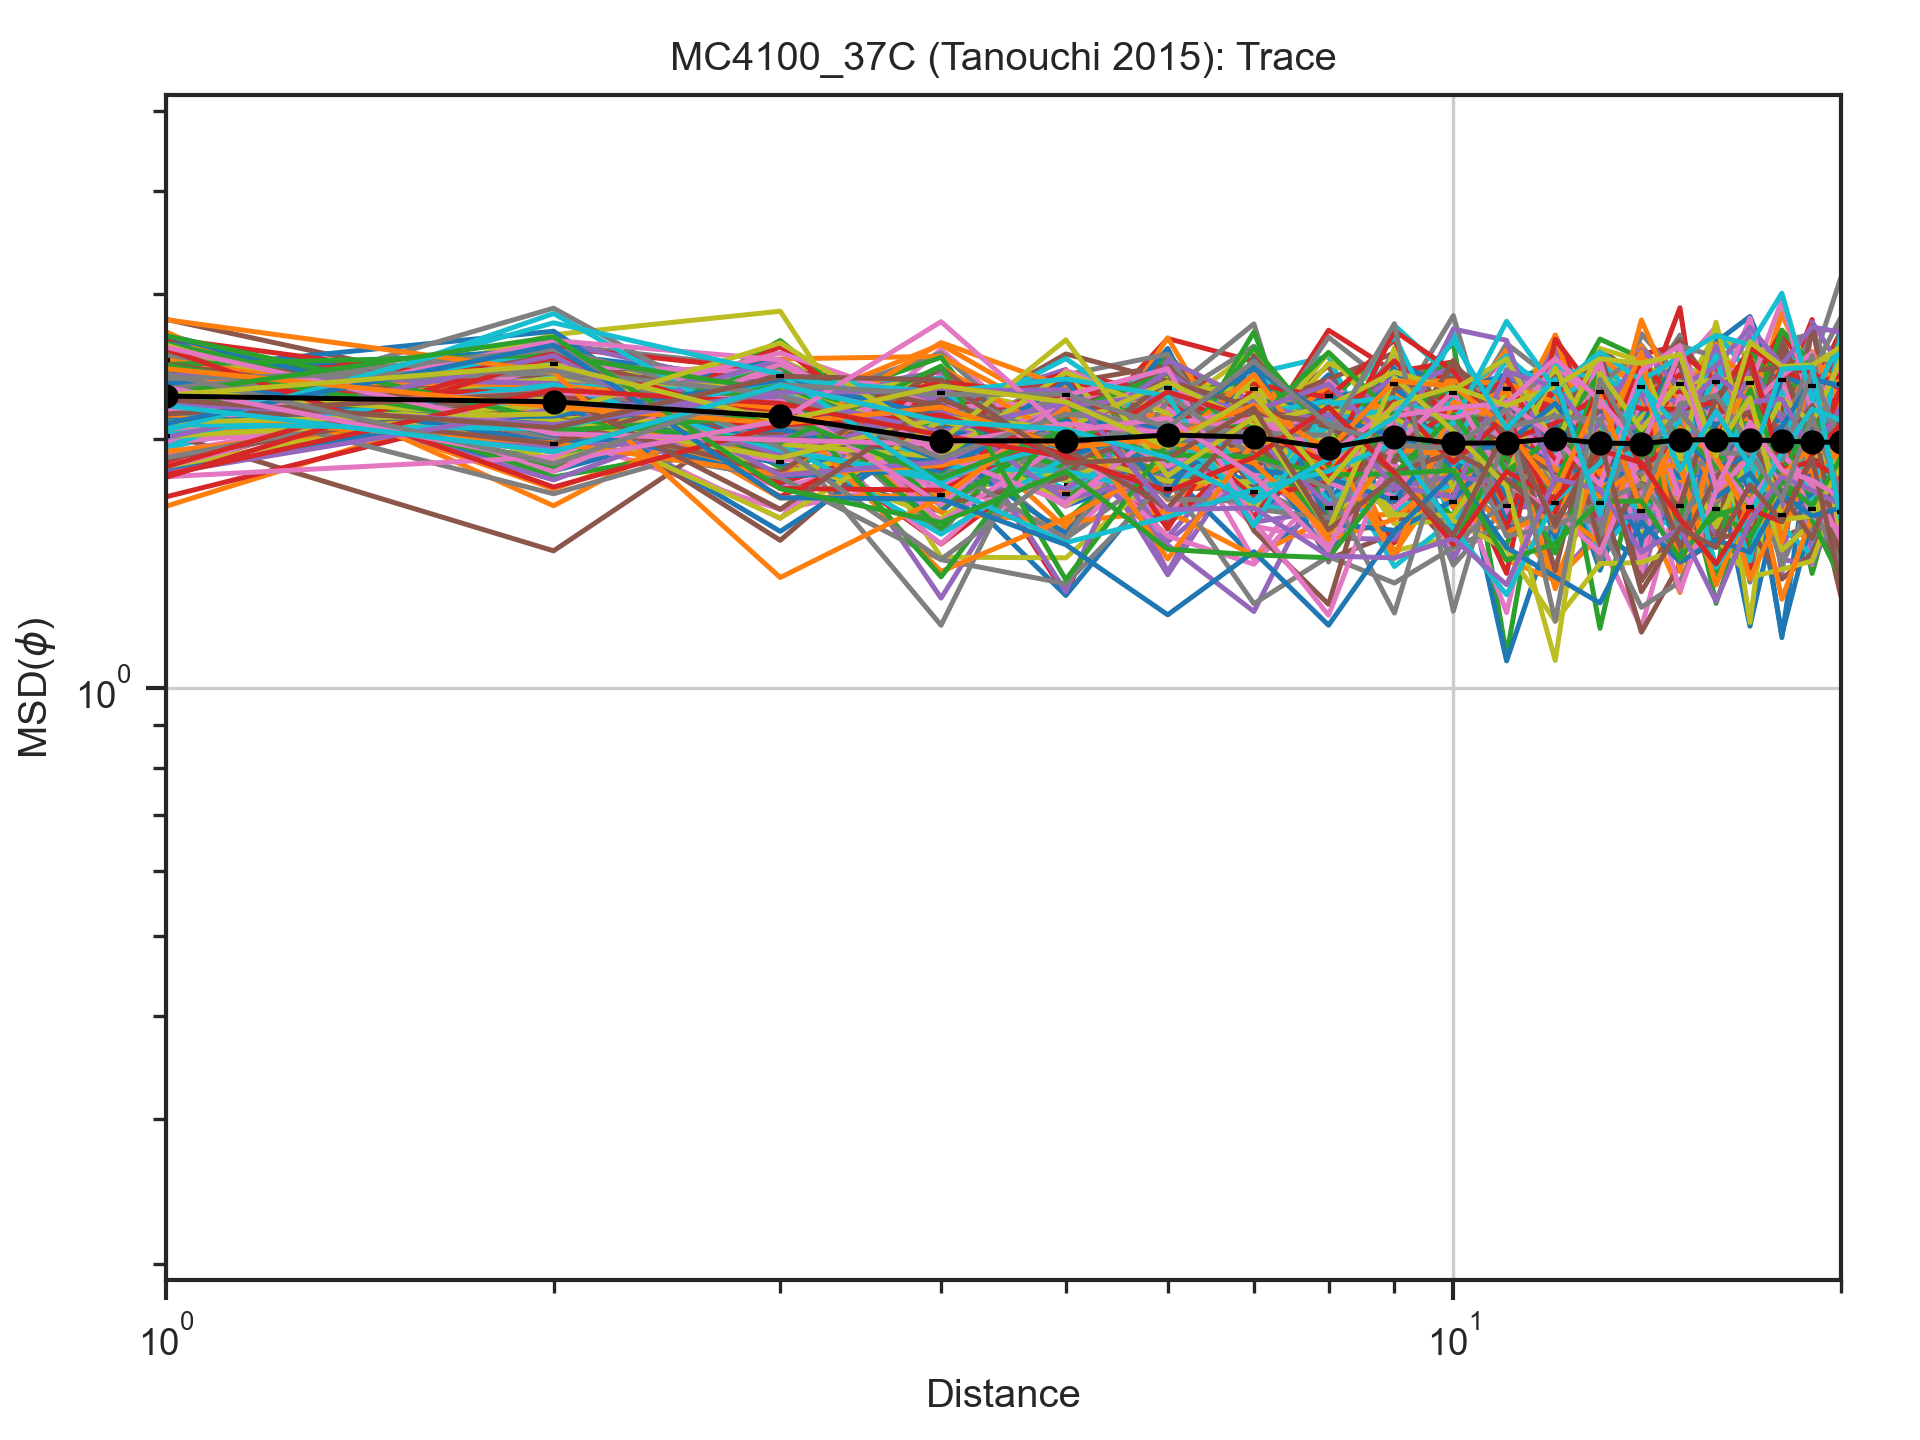 MC4100_37C (Tanouchi 2015): Trace
MSD(ϕ)
10⁰
10⁰
10¹
Distance